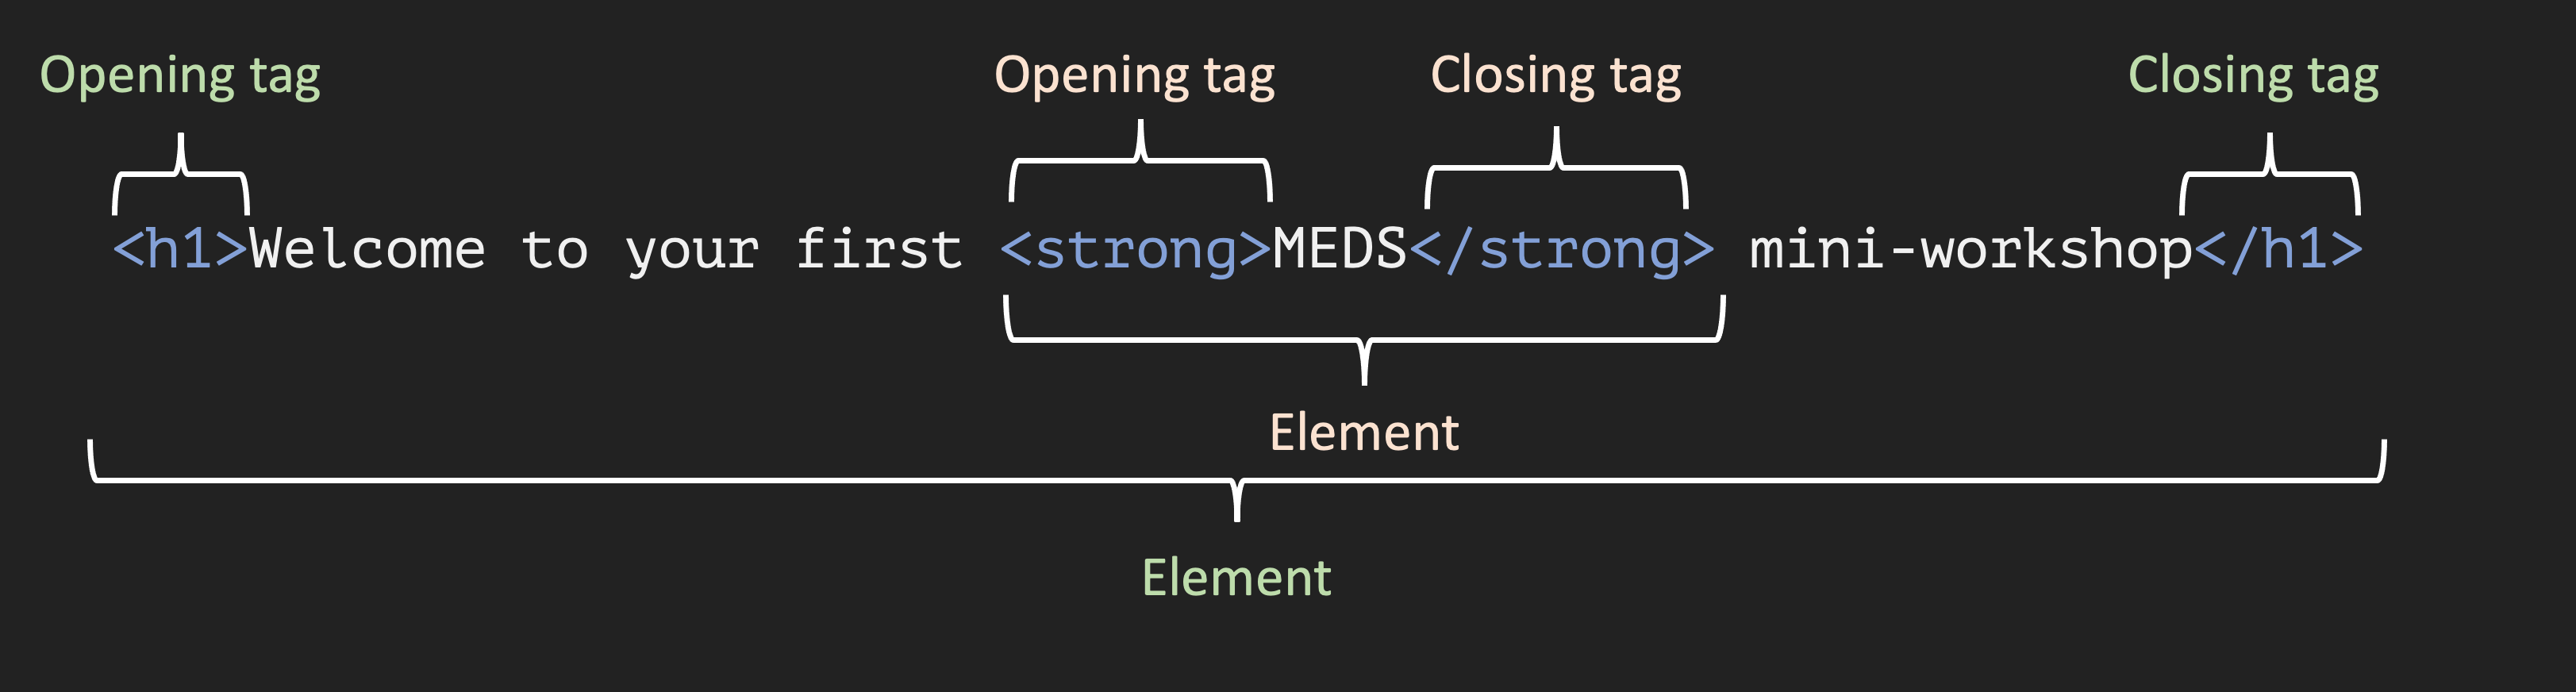 Opening tag Opening tag Closing tag Closing tag
<h1>Welcome to your first <strong>MEDS</strong> mini-workshop</h1>
Element
Element